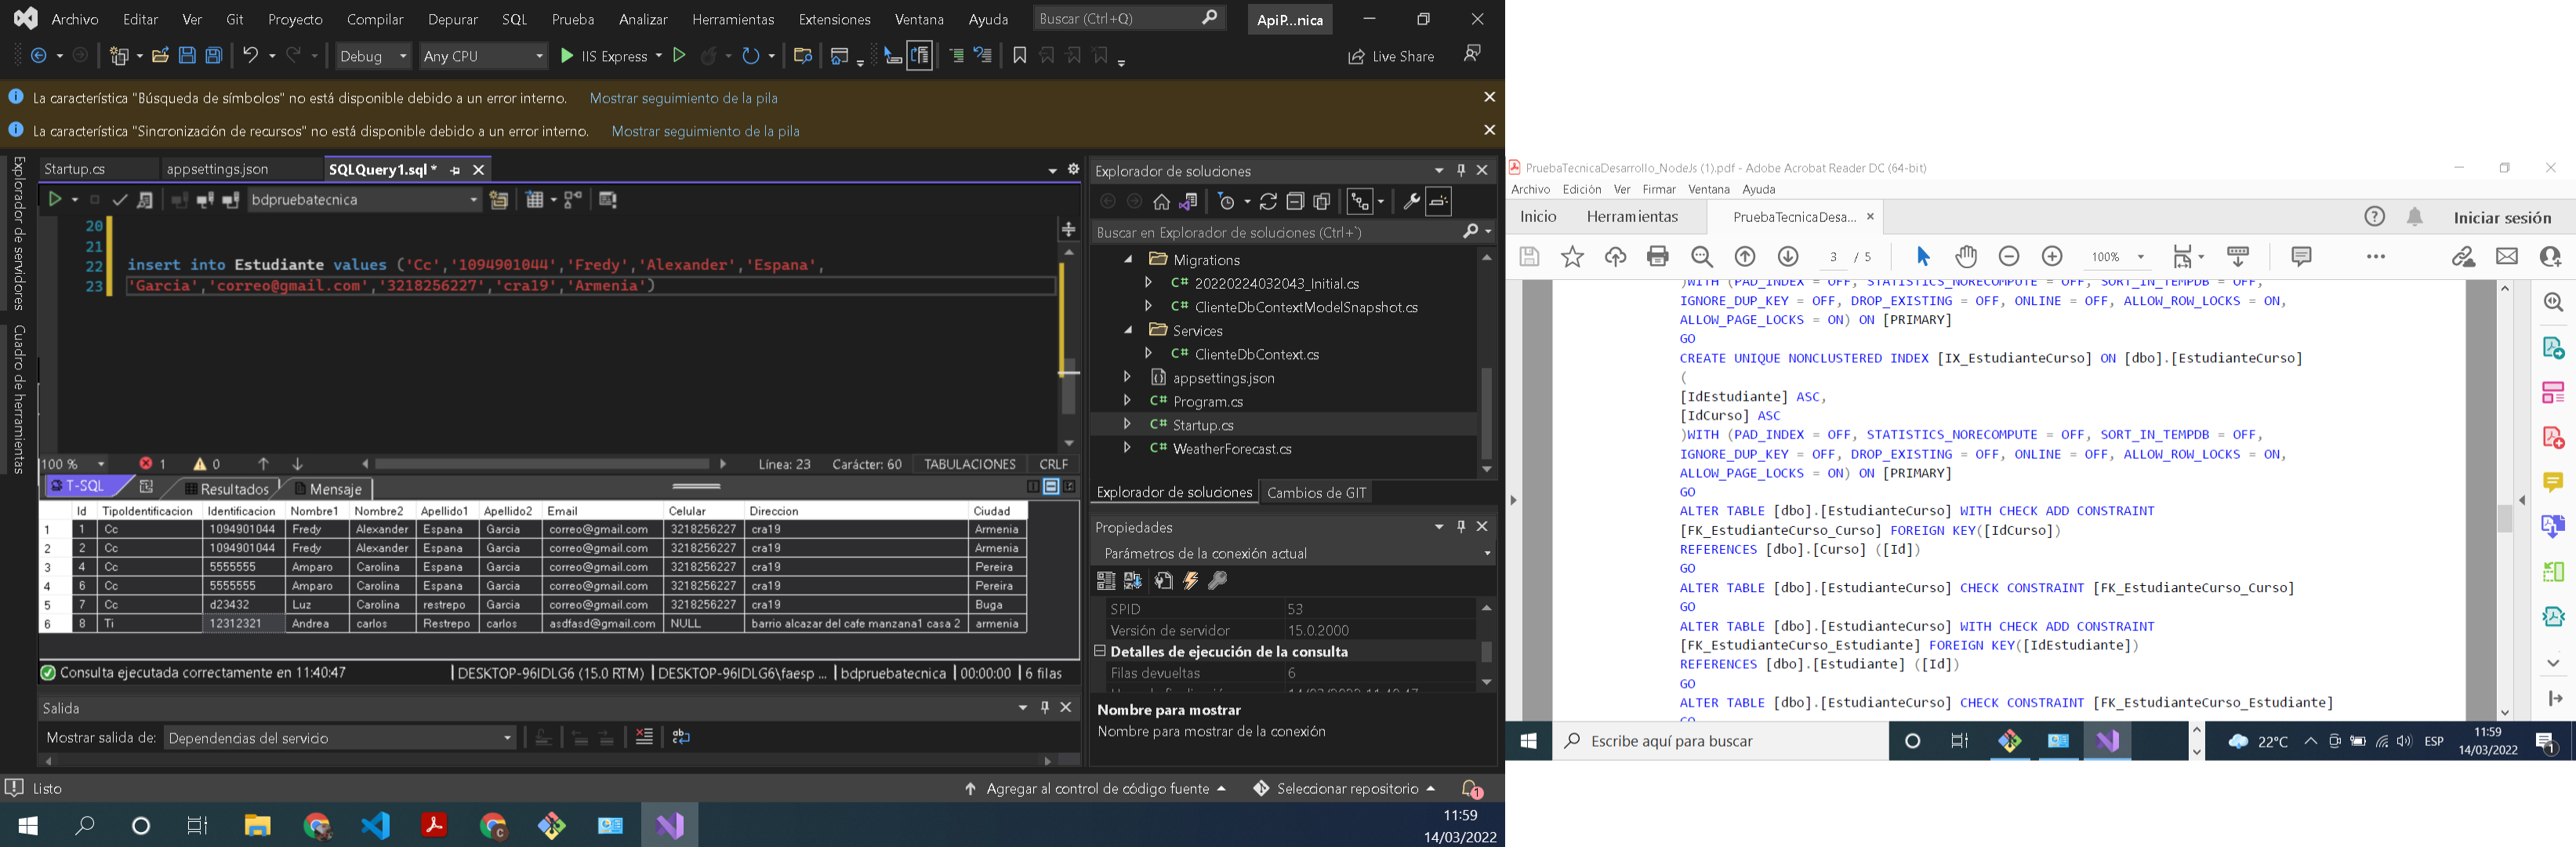 Archivo Editar Ver Git Proyecto Compilar Depurar SQL Prueba Analizar Herramientas Extensiones Ventana Ayuda Buscar (Ctrl+Q) ApiP...nica
Debug Any CPU IIS Express Live Share
La característica "Búsqueda de símbolos" no está disponible debido a un error interno. Mostrar seguimiento de la pila
La característica "Sincronización de recursos" no está disponible debido a un error interno. Mostrar seguimiento de la pila
Explorador de servidores
Cuadro de herramientas
Startup.cs appsettings.json SQLQuery1.sql *
bdpruebatecnica
20
21
22 insert into Estudiante values ('Cc','1094901044','Fredy','Alexander','Espana',
23 'Garcia','correo@gmail.com','3218256227','cra19','Armenia')
100 % 1 0 Línea: 23 Carácter: 60 TABULACIONES CRLF
T-SQL Resultados Mensaje
Id TipoIdentificacion Identificacion Nombre1 Nombre2 Apellido1 Apellido2 Email Celular Direccion Ciudad
1 1 Cc 1094901044 Fredy Alexander Espana Garcia correo@gmail.com 3218256227 cra19 Armenia
2 2 Cc 1094901044 Fredy Alexander Espana Garcia correo@gmail.com 3218256227 cra19 Armenia
3 4 Cc 5555555 Amparo Carolina Espana Garcia correo@gmail.com 3218256227 cra19 Pereira
4 6 Cc 5555555 Amparo Carolina Espana Garcia correo@gmail.com 3218256227 cra19 Pereira
5 7 Cc d23432 Luz Carolina restrepo Garcia correo@gmail.com 3218256227 cra19 Buga
6 8 Ti 12312321 Andrea carlos Restrepo carlos asdfasd@gmail.com NULL barrio alcazar del cafe manzana1 casa 2 armenia
Consulta ejecutada correctamente en 11:40:47 DESKTOP-96IDLG6 (15.0 RTM) DESKTOP-96IDLG6\faesp ... bdpruebatecnica 00:00:00 6 filas
Salida
Mostrar salida de: Dependencias del servicio
Explorador de soluciones
Buscar en Explorador de soluciones (Ctrl+`)
Migrations
C# 20220224032043_Initial.cs
C# ClienteDbContextModelSnapshot.cs
Services
C# ClienteDbContext.cs
appsettings.json
C# Program.cs
C# Startup.cs
C# WeatherForecast.cs
Explorador de soluciones Cambios de GIT
Propiedades
Parámetros de la conexión actual
SPID 53
Versión de servidor 15.0.2000
Detalles de ejecución de la consulta
Filas devueltas 6
Nombre para mostrar
Nombre para mostrar de la conexión
Listo Agregar al control de código fuente Seleccionar repositorio 1
11:59
14/03/2022
PruebaTecnicaDesarrollo_NodeJs (1).pdf - Adobe Acrobat Reader DC (64-bit)
Archivo Edición Ver Firmar Ventana Ayuda
Inicio Herramientas PruebaTecnicaDesa... Iniciar sesión
3 / 5 100%
)WITH (PAD_INDEX = OFF, STATISTICS_NORECOMPUTE = OFF, SORT_IN_TEMPDB = OFF,
IGNORE_DUP_KEY = OFF, DROP_EXISTING = OFF, ONLINE = OFF, ALLOW_ROW_LOCKS = ON,
ALLOW_PAGE_LOCKS = ON) ON [PRIMARY]
GO
CREATE UNIQUE NONCLUSTERED INDEX [IX_EstudianteCurso] ON [dbo].[EstudianteCurso]
(
[IdEstudiante] ASC,
[IdCurso] ASC
)WITH (PAD_INDEX = OFF, STATISTICS_NORECOMPUTE = OFF, SORT_IN_TEMPDB = OFF,
IGNORE_DUP_KEY = OFF, DROP_EXISTING = OFF, ONLINE = OFF, ALLOW_ROW_LOCKS = ON,
ALLOW_PAGE_LOCKS = ON) ON [PRIMARY]
GO
ALTER TABLE [dbo].[EstudianteCurso] WITH CHECK ADD CONSTRAINT
[FK_EstudianteCurso_Curso] FOREIGN KEY([IdCurso])
REFERENCES [dbo].[Curso] ([Id])
GO
ALTER TABLE [dbo].[EstudianteCurso] CHECK CONSTRAINT [FK_EstudianteCurso_Curso]
GO
ALTER TABLE [dbo].[EstudianteCurso] WITH CHECK ADD CONSTRAINT
[FK_EstudianteCurso_Estudiante] FOREIGN KEY([IdEstudiante])
REFERENCES [dbo].[Estudiante] ([Id])
GO
ALTER TABLE [dbo].[EstudianteCurso] CHECK CONSTRAINT [FK_EstudianteCurso_Estudiante]
GO
Escribe aquí para buscar 22°C ESP 11:59
14/03/2022 1